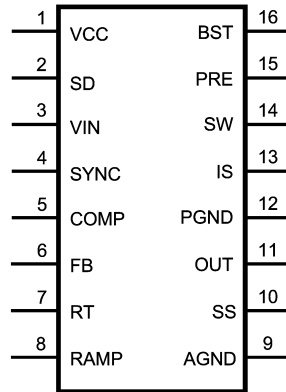 1 VCC BST 16
2 SD PRE 15
3 VIN SW 14
4 SYNC IS 13
5 COMP PGND 12
6 FB OUT 11
7 RT SS 10
8 RAMP AGND 9